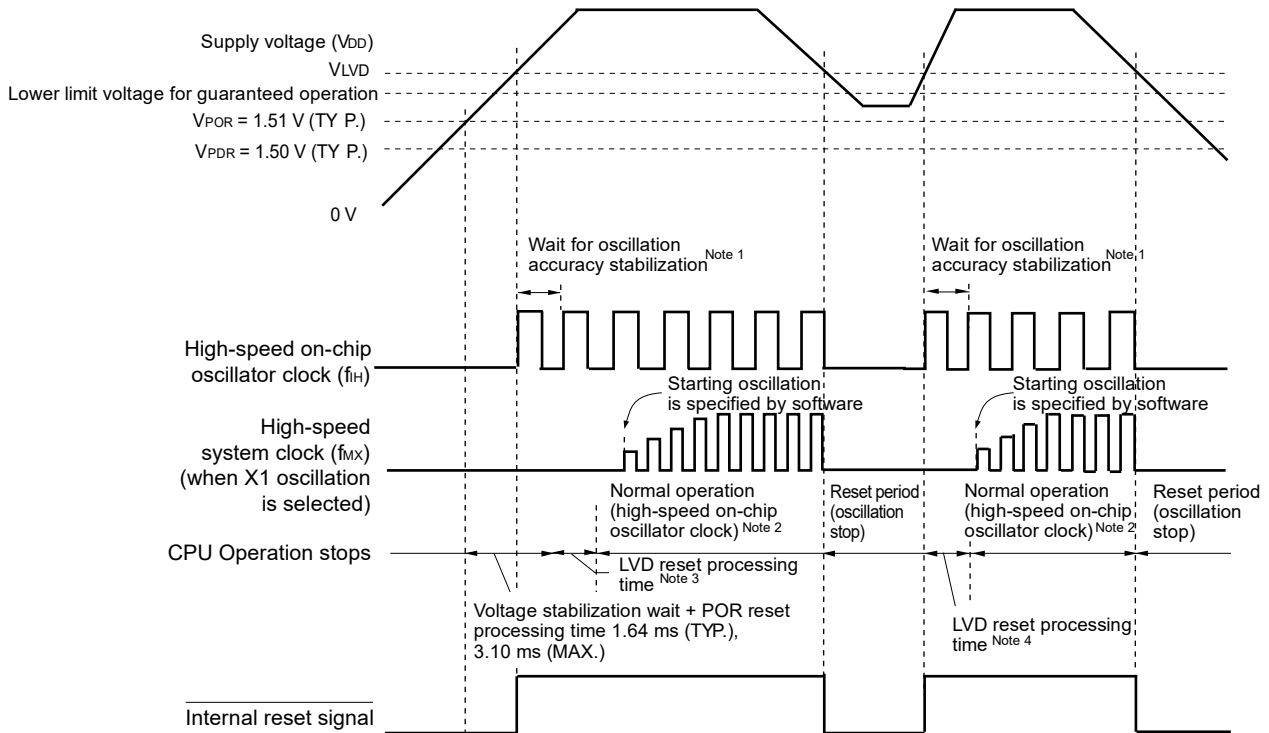 Supply voltage (VDD)
VLVD
Lower limit voltage for guaranteed operation
VPOR = 1.51 V (TY P.)
VPDR = 1.50 V (TY P.)
0 V
Wait for oscillation
accuracy stabilization Note 1
Wait for oscillation
accuracy stabilization Note 1
High-speed on-chip
oscillator clock (fIH)
Starting oscillation
is specified by software
Starting oscillation
is specified by software
High-speed
system clock (fMX)
(when X1 oscillation
is selected)
Normal operation
(high-speed on-chip
oscillator clock) Note 2
Reset period
(oscillation
stop)
Normal operation
(high-speed on-chip
oscillator clock) Note 2
Reset period
(oscillation
stop)
CPU Operation stops
LVD reset processing
time Note 3
Voltage stabilization wait + POR reset
processing time 1.64 ms (TYP.),
3.10 ms (MAX.)
LVD reset processing
time Note 4
Internal reset signal